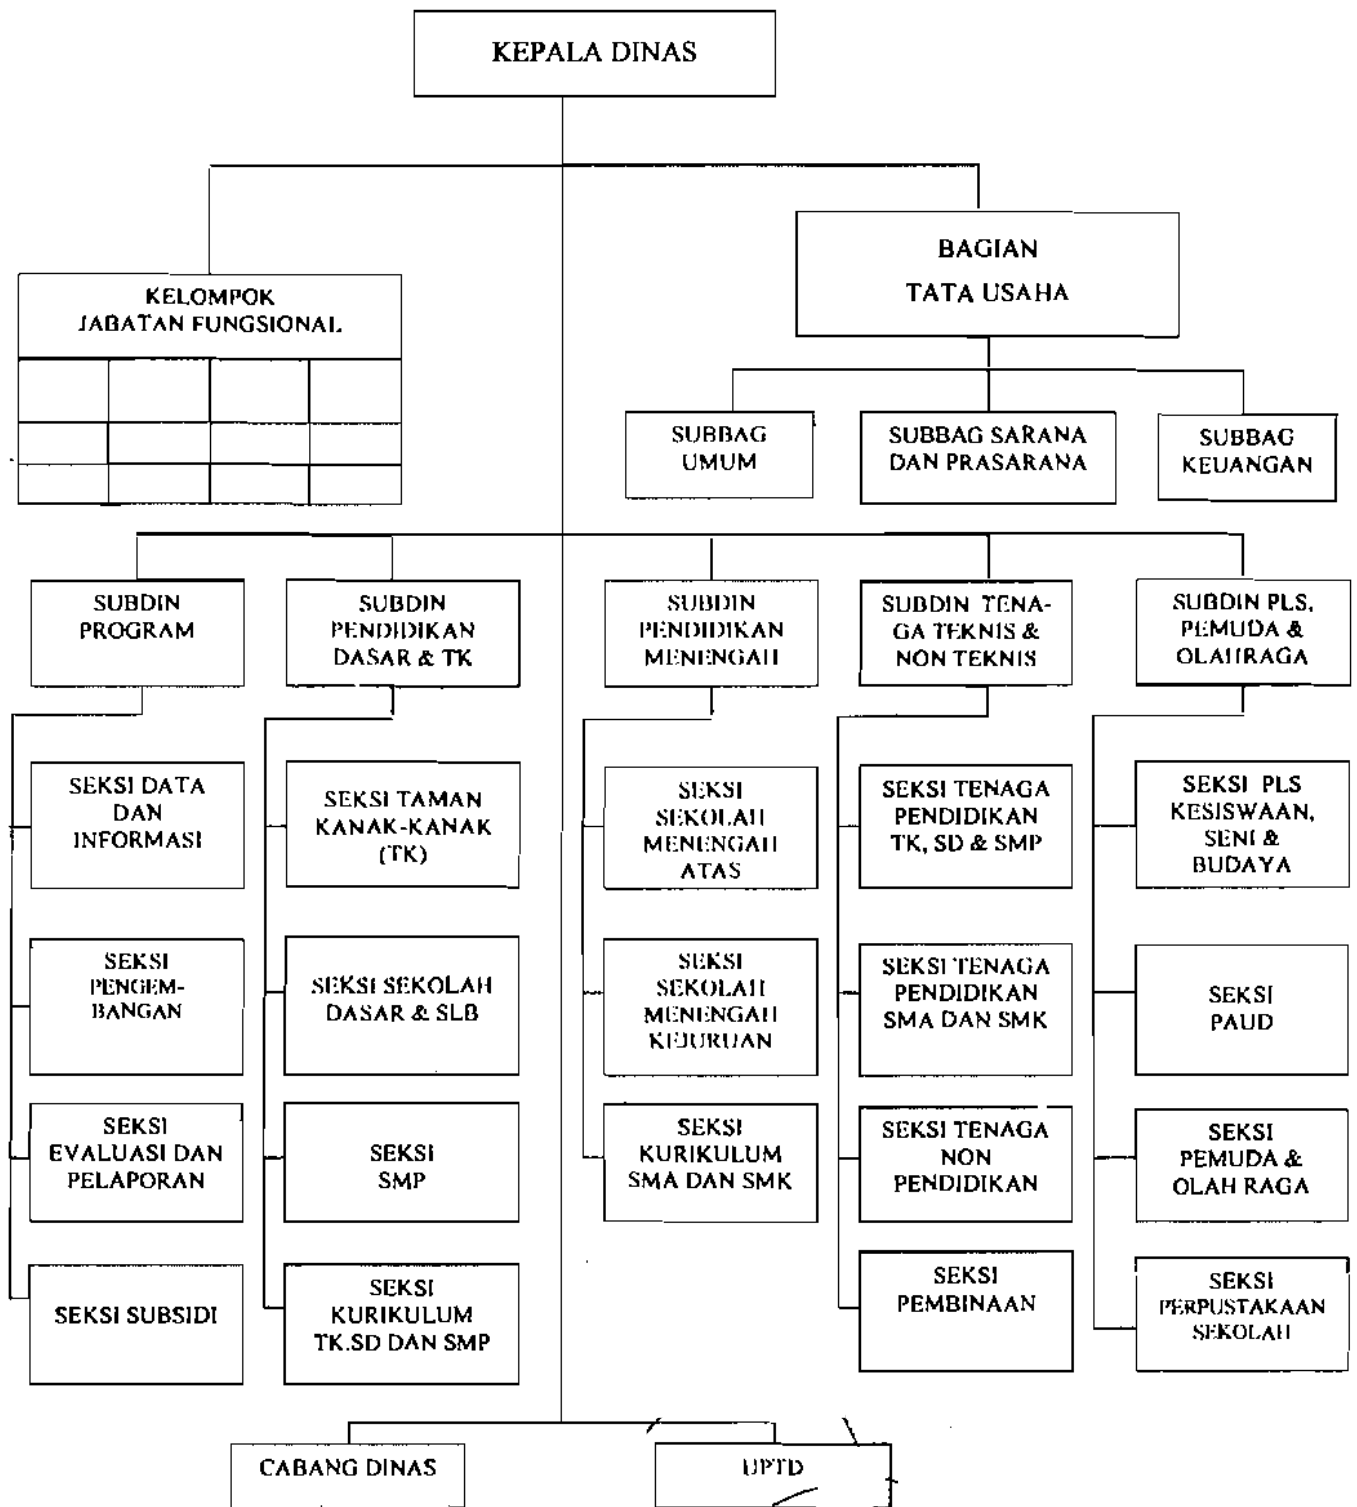 KEPALA DINAS
BAGIAN
TATA USAHA
KELOMPOK
JABATAN FUNGSIONAL
SUBBAG
UMUM
SUBBAG SARANA
DAN PRASARANA
SUBBAG
KEUANGAN
SUBDIN
PROGRAM
SUBDIN
PENDIDIKAN
DASAR & TK
SUBDIN
PENDIDIKAN
MENENGAH
SUBDIN TENA-
GA TEKNIS &
NON TEKNIS
SUBDIN PLS,
PEMUDA &
OLAHRAGA
SEKSI DATA
DAN
INFORMASI
SEKSI TAMAN
KANAK-KANAK
(TK)
SEKSI
SEKOLAH
MENENGAH
ATAS
SEKSI TENAGA
PENDIDIKAN
TK, SD & SMP
SEKSI PLS
KESISWAAN,
SENI &
BUDAYA
SEKSI
PENGEM-
BANGAN
SEKSI SEKOLAH
DASAR & SLB
SEKSI
SEKOLAH
MENENGAH
KEJURUAN
SEKSI TENAGA
PENDIDIKAN
SMA DAN SMK
SEKSI
PAUD
SEKSI
EVALUASI DAN
PELAPORAN
SEKSI
SMP
SEKSI
KURIKULUM
SMA DAN SMK
SEKSI TENAGA
NON
PENDIDIKAN
SEKSI
PEMUDA &
OLAH RAGA
SEKSI SUBSIDI
SEKSI
KURIKULUM
TK.SD DAN SMP
SEKSI
PEMBINAAN
SEKSI
PERPUSTAKAAN
SEKOLAH
CABANG DINAS
UPTD